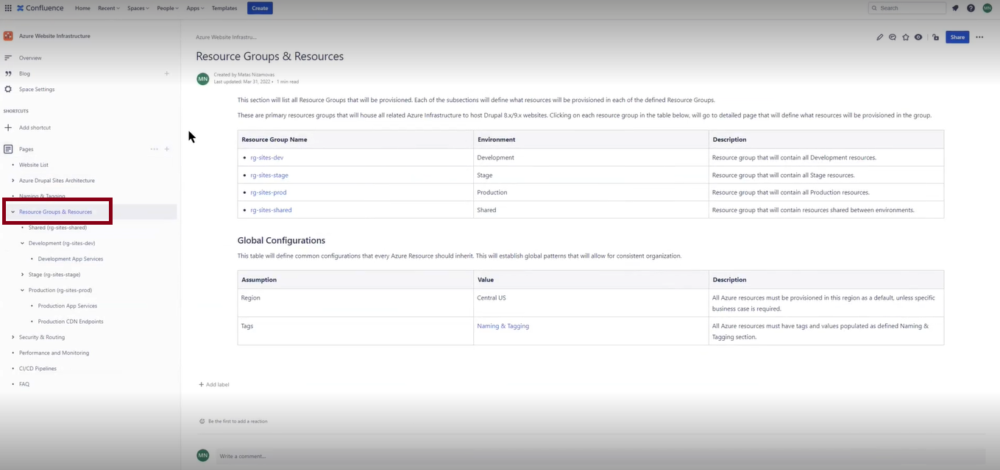 Confluence Home Recent Spaces People Apps Templates Create Search MN
Azure Website Infrastructure
Overview
Blog
Space Settings
SHORTCUTS
Add shortcut
Pages
Website List
Azure Drupal Sites Architecture
Naming & Tagging
Resource Groups & Resources
Shared (rg-sites-shared)
Development (rg-sites-dev)
Development App Services
Stage (rg-sites-stage)
Production (rg-sites-prod)
Production App Services
Production CDN Endpoints
Security & Routing
Performance and Monitoring
CI/CD Pipelines
FAQ
Azure Website Infrastru...
Share
Resource Groups & Resources
MN
Created by Matas Nizamovas
Last updated: Mar 31, 2022 • 1 min read
This section will list all Resource Groups that will be provisioned. Each of the subsections will define what resources will be provisioned in each of the defined Resource Groups.
These are primary resources groups that will house all related Azure Infrastructure to host Drupal 8.x/9.x websites. Clicking on each resource group in the table below, will go to detailed page that will define what resources will be provisioned in the group.
Resource Group Name Environment Description
• rg-sites-dev Development Resource group that will contain all Development resources.
• rg-sites-stage Stage Resource group that will contain all Stage resources.
• rg-sites-prod Production Resource group that will contain all Production resources.
• rg-sites-shared Shared Resource group that will contain resources shared between environments.
Global Configurations
This table will define common configurations that every Azure Resource should inherit. This will establish global patterns that will allow for consistent organization.
Assumption Value Description
Region Central US All Azure resources must be provisioned in this region as a default, unless specific
business case is required.
Tags Naming & Tagging All Azure resources must have tags and values populated as defined Naming &
Tagging section.
Add label
Be the first to add a reaction
MN Write a comment...